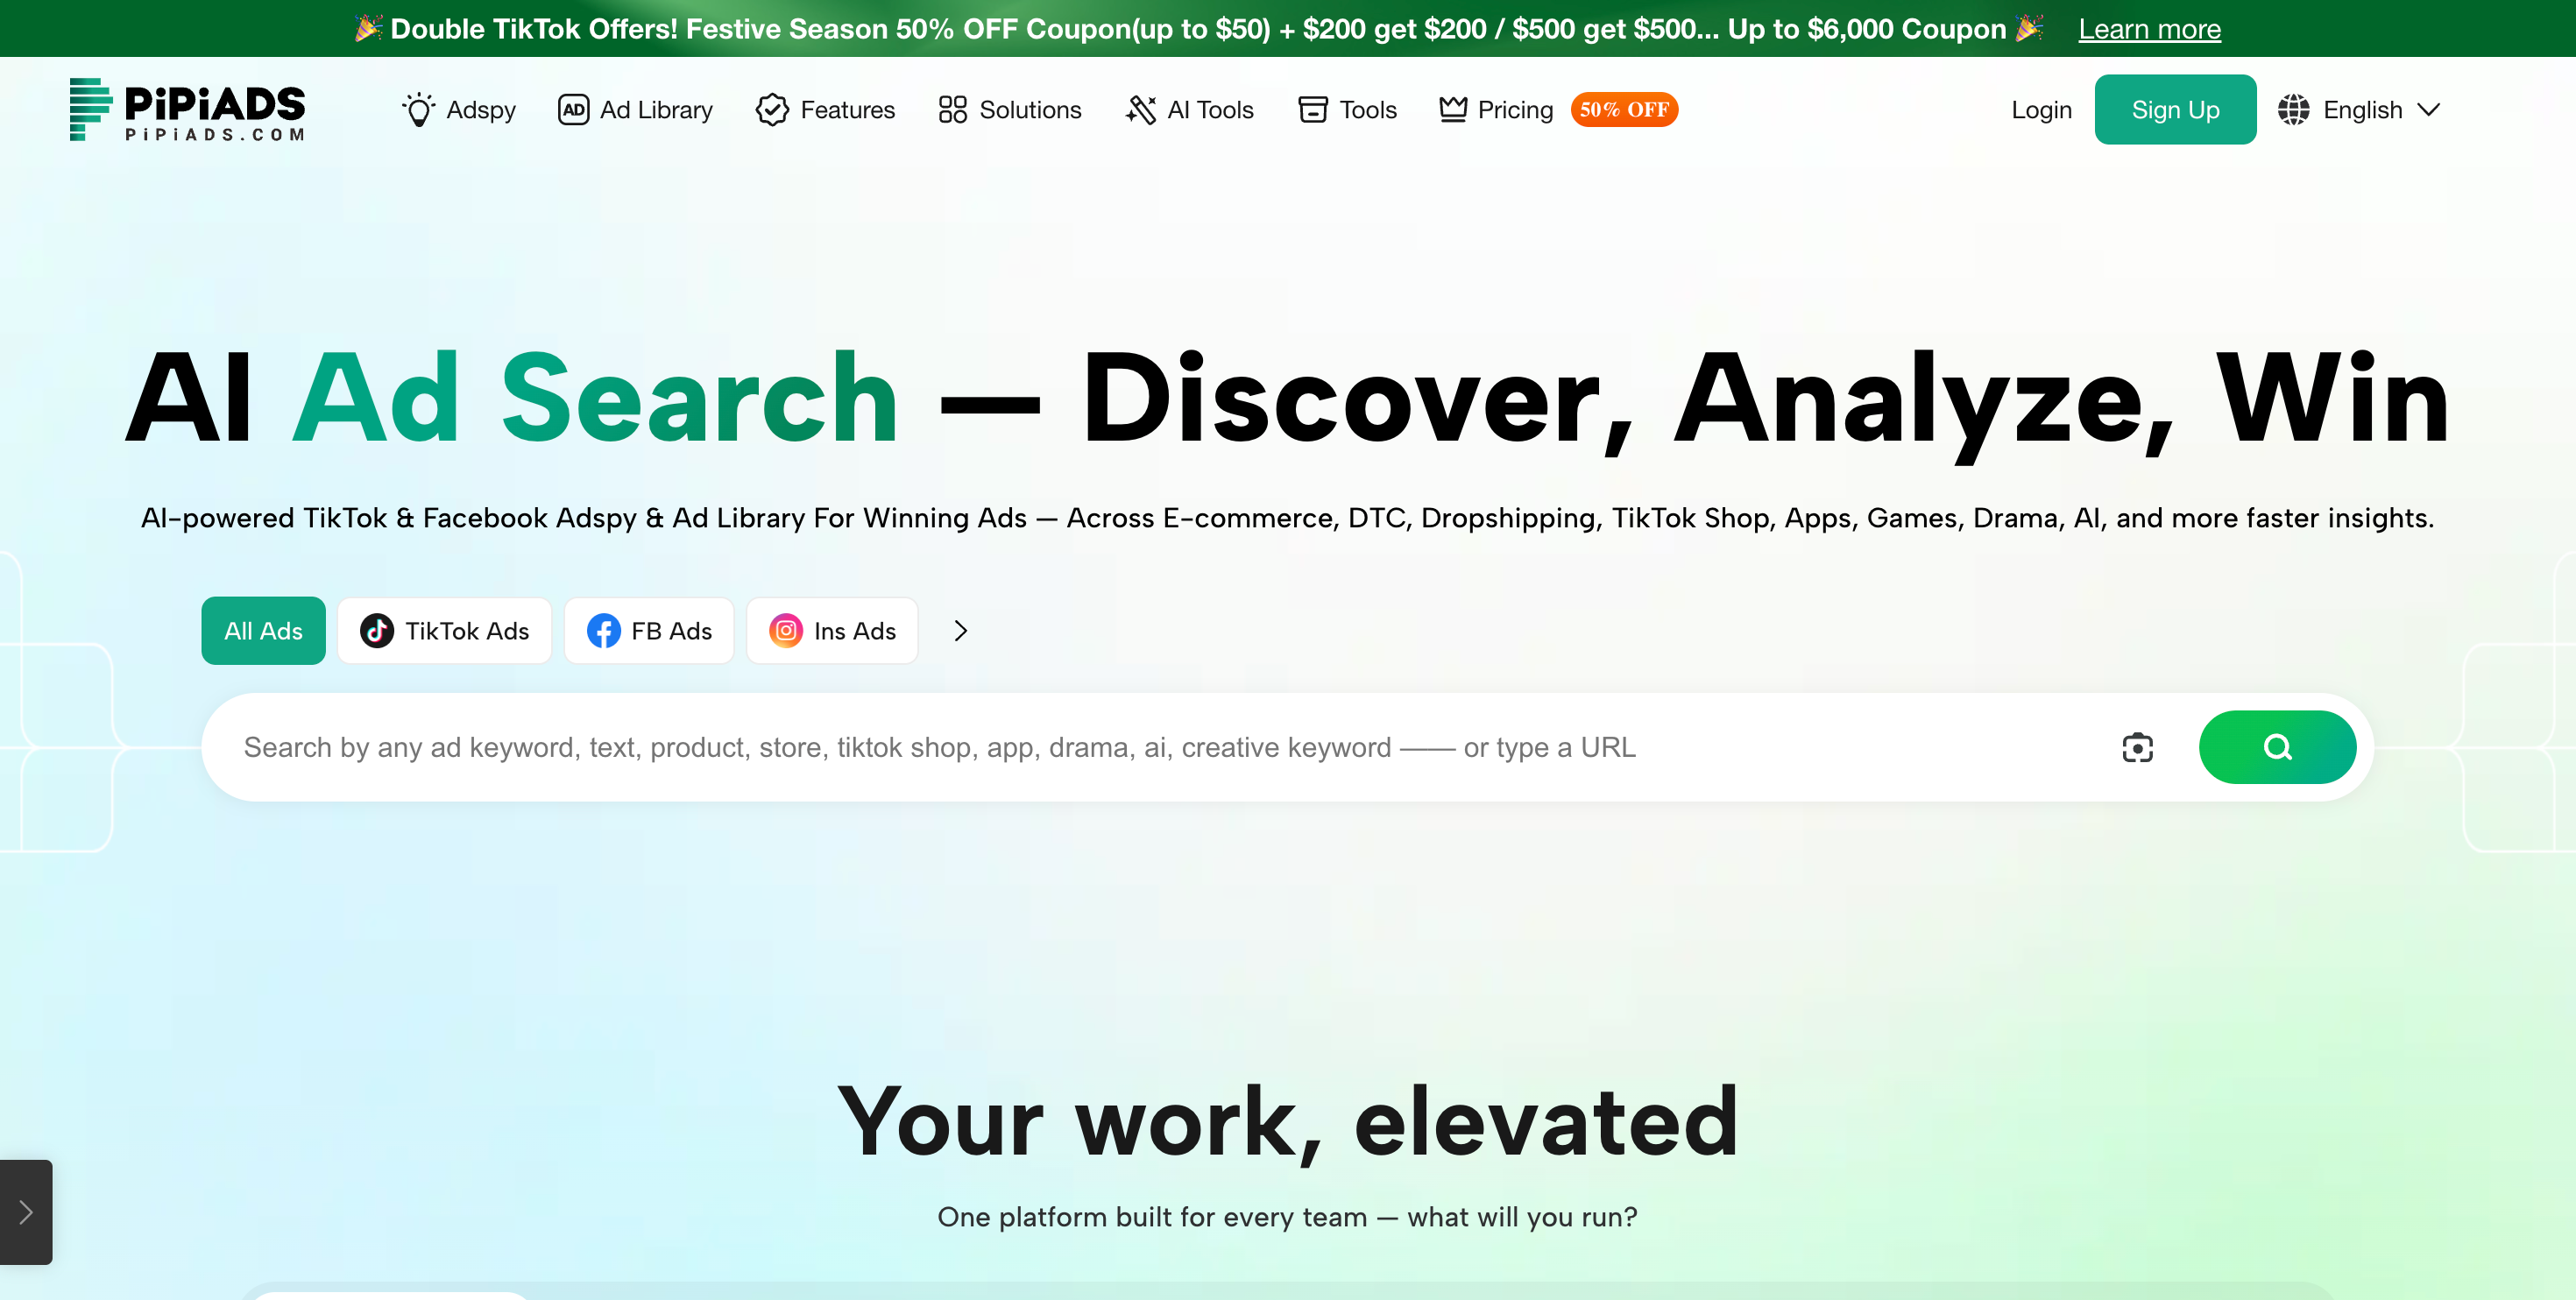 🎉 Double TikTok Offers! Festive Season 50% OFF Coupon(up to $50) + $200 get $200 / $500 get $500... Up to $6,000 Coupon 🎉 Learn more
PiPiADS
PiPiADS.COM
Adspy
AD Ad Library
Features
Solutions
AI Tools
Tools
Pricing 50% OFF
Login
Sign Up
English
AI Ad Search — Discover, Analyze, Win
AI-powered TikTok & Facebook Adspy & Ad Library For Winning Ads — Across E-commerce, DTC, Dropshipping, TikTok Shop, Apps, Games, Drama, AI, and more faster insights.
All Ads
TikTok Ads
FB Ads
Ins Ads
Search by any ad keyword, text, product, store, tiktok shop, app, drama, ai, creative keyword —— or type a URL
Your work, elevated
One platform built for every team — what will you run?